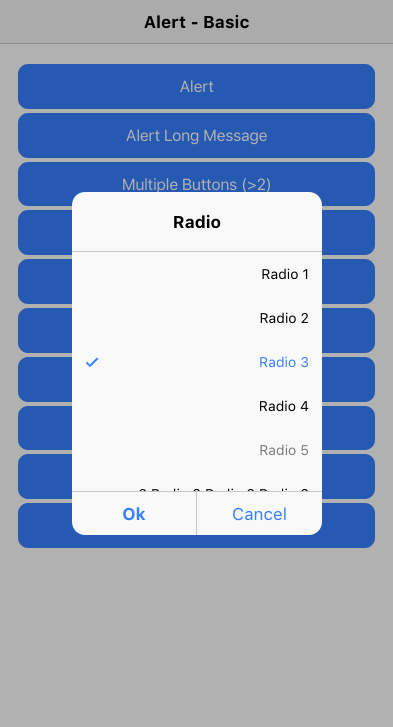 Alert - Basic
Alert
Alert Long Message
Multiple Buttons (>2)
Radio
Radio 1
Radio 2
Radio 3
Radio 4
Radio 5
Ok
Cancel